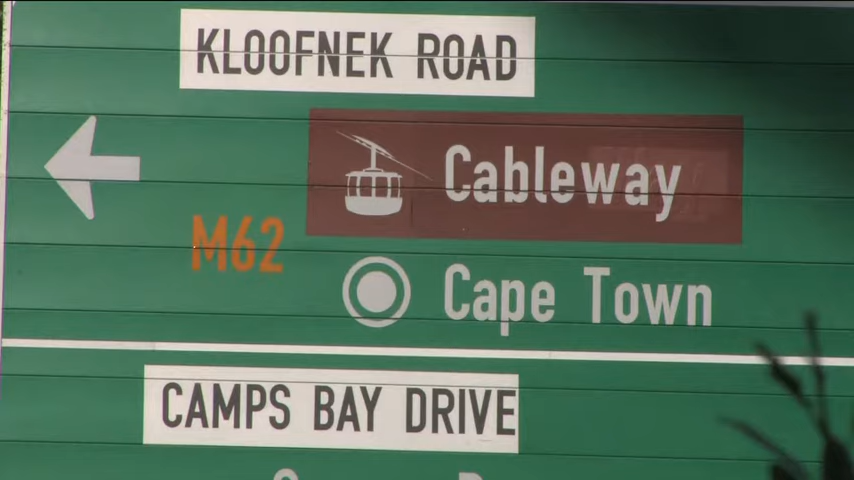 KLOOFNEK ROAD
Cableway
M62
Cape Town
CAMPS BAY DRIVE